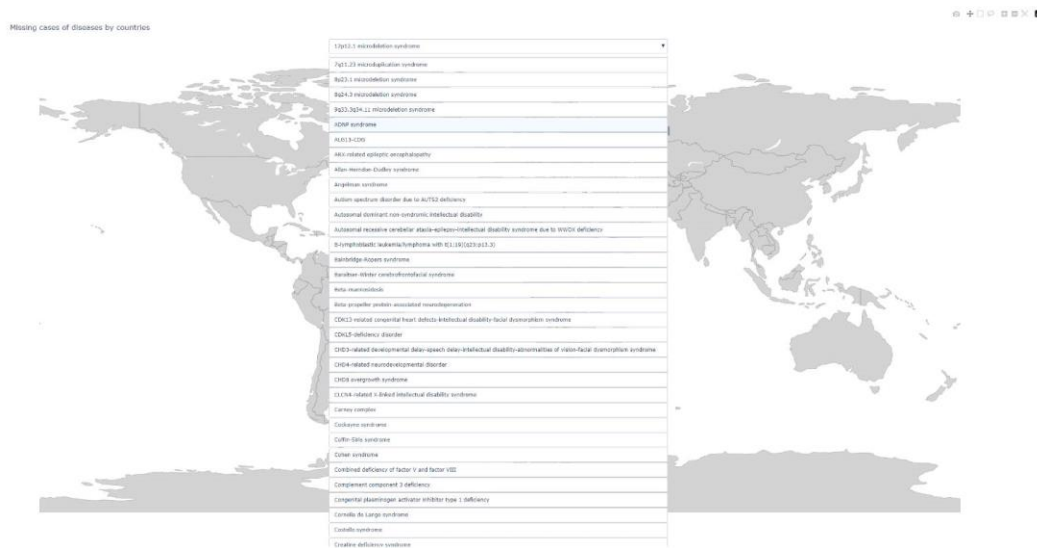 Missing cases of diseases by countries
12p12.1 microdeletion syndrome
7q11.23 microduplication syndrome
8p23.1 microdeletion syndrome
8q24.3 microdeletion syndrome
9q33.3q34.11 microdeletion syndrome
ADNP syndrome
ALG13-CDG
ARX-related epileptic encephalopathy
Allan-Herndon-Dudley syndrome
Angelman syndrome
Autism spectrum disorder due to AUTS2 deficiency
Autosomal dominant non-syndromic intellectual disability
Autosomal recessive cerebellar ataxia-epilepsy-intellectual disability syndrome due to WWOX deficiency
B-lymphoblastic leukemia/lymphoma with t(1;19)(q23;p13.3)
Bainbridge-Ropers syndrome
Baraitser-Winter cerebrofrontofacial syndrome
Beta-mannosidosis
Beta-propeller protein-associated neurodegeneration
CDK13-related congenital heart defects-intellectual disability-facial dysmorphism syndrome
CDKL5-deficiency disorder
CHD3-related developmental delay-speech delay-intellectual disability-abnormalities of vision-facial dysmorphism syndrome
CHD4-related neurodevelopmental disorder
CHD8 overgrowth syndrome
CLCN4-related X-linked intellectual disability syndrome
Carney complex
Cockayne syndrome
Coffin-Siris syndrome
Cohen syndrome
Combined deficiency of factor V and factor VIII
Complement component 3 deficiency
Congenital plasminogen activator inhibitor type 1 deficiency
Cornelia de Lange syndrome
Costello syndrome
Creatine deficiency syndrome